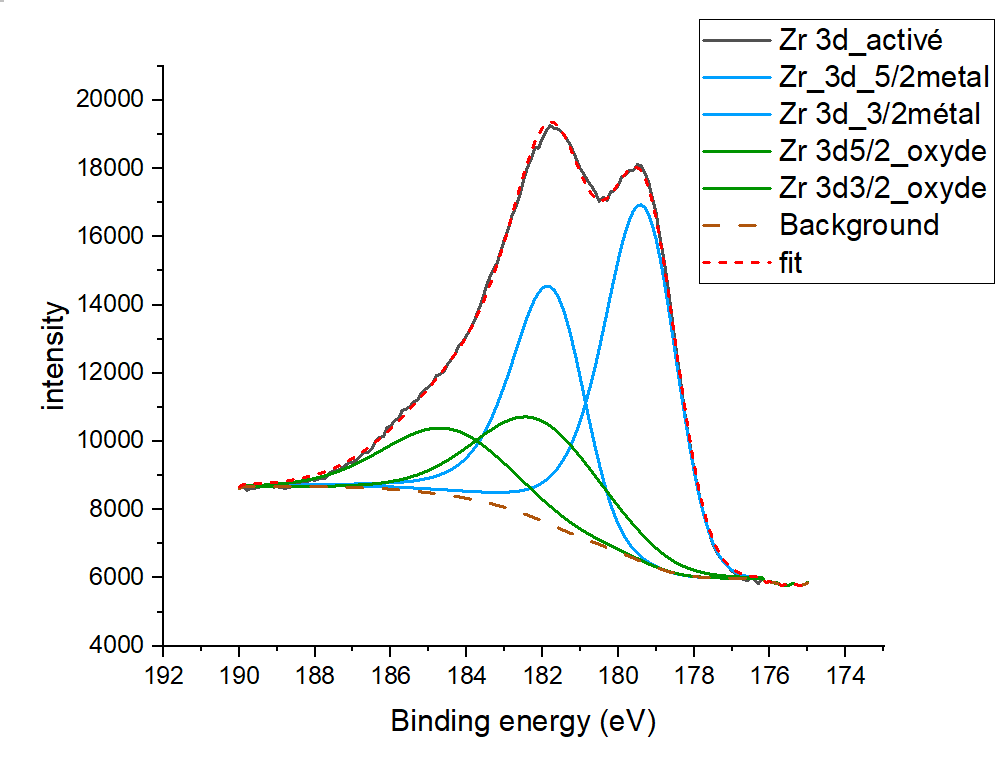 Zr 3d_activé
Zr_3d_5/2metal
Zr 3d_3/2métal
Zr 3d5/2_oxyde
Zr 3d3/2_oxyde
Background
fit
20000
18000
16000
14000
12000
10000
8000
6000
4000
intensity
192 190 188 186 184 182 180 178 176 174
Binding energy (eV)